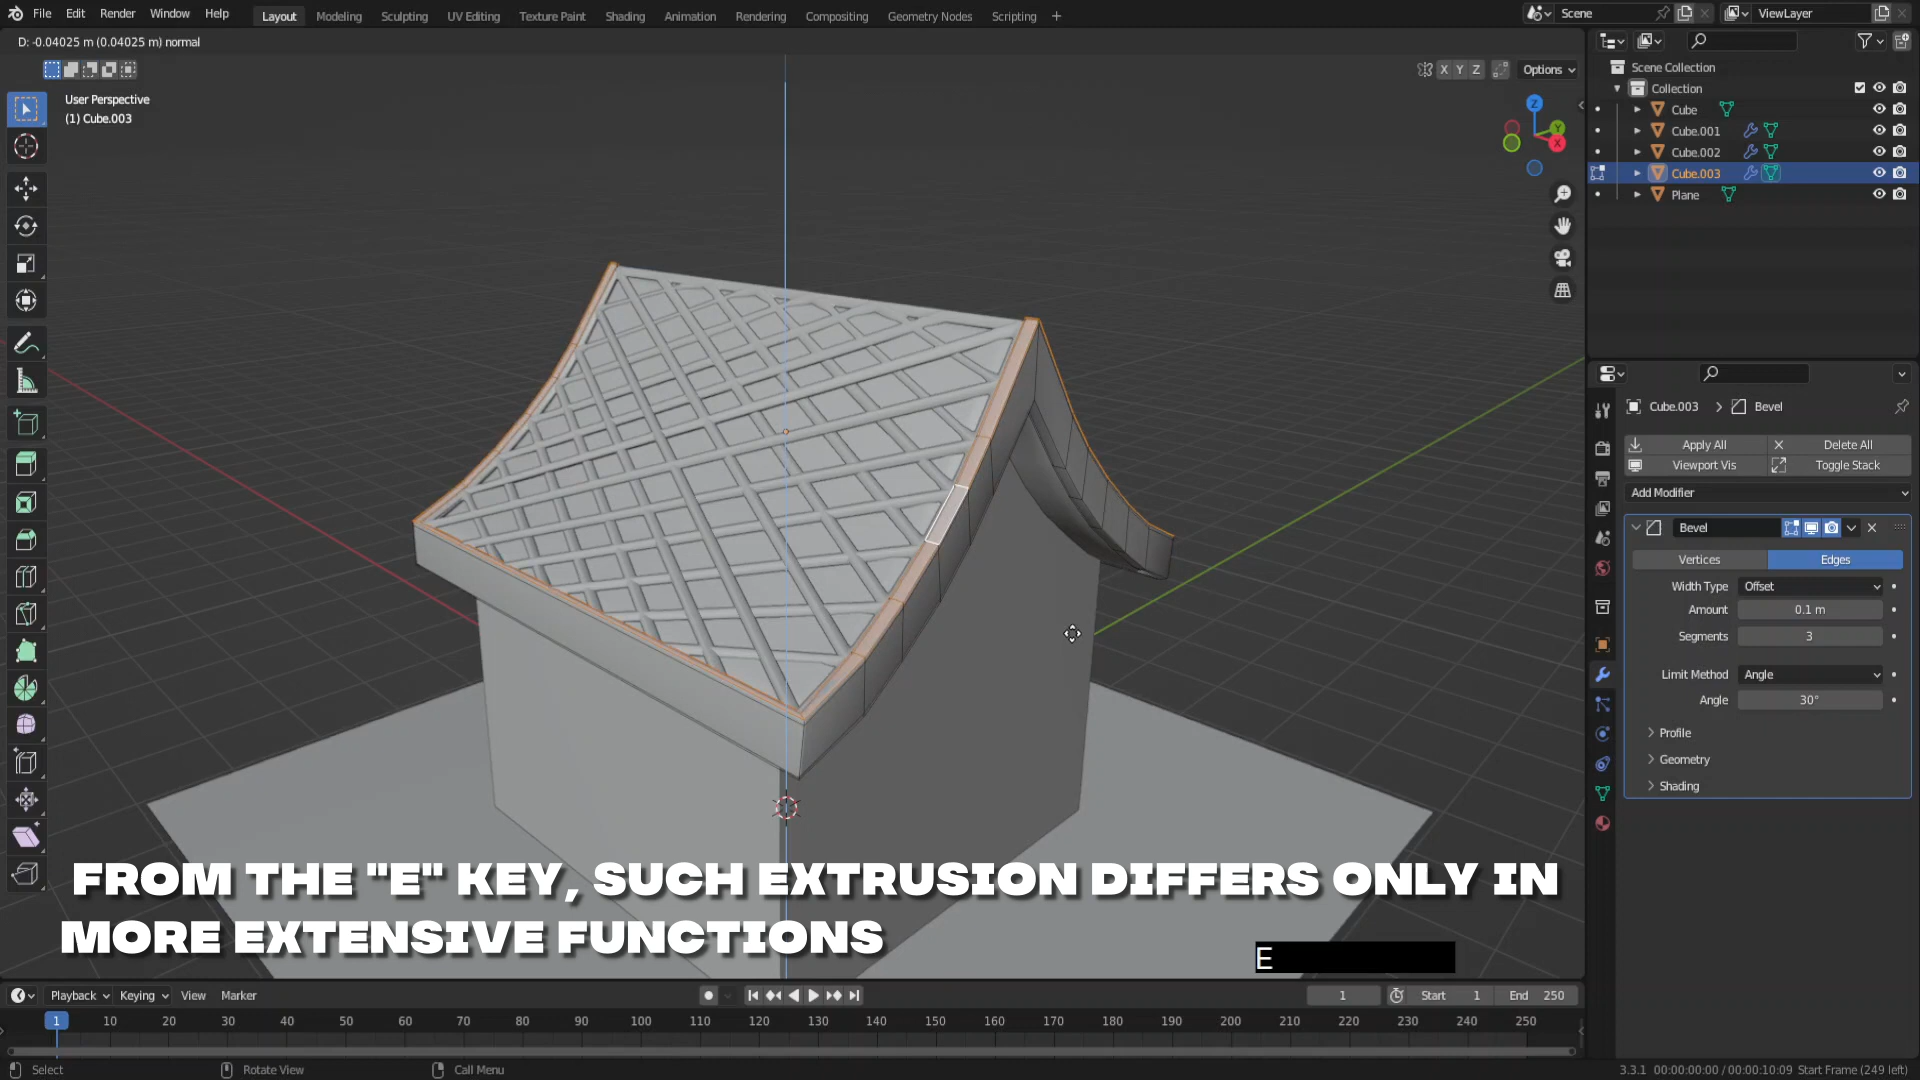 File Edit Render Window Help Layout Modeling Sculpting UV Editing Texture Paint Shading Animation Rendering Compositing Geometry Nodes Scripting + Scene ViewLayer
D: -0.04025 m (0.04025 m) normal
X Y Z Options
User Perspective
(1) Cube.003
Z
Y
X
Scene Collection
Collection
Cube
Cube.001
Cube.002
Cube.003
Plane
Cube.003 > Bevel
Apply All Delete All
Viewport Vis Toggle Stack
Add Modifier
Bevel
Vertices Edges
Width Type Offset
Amount 0.1 m
Segments 3
Limit Method Angle
Angle 30°
Profile
Geometry
Shading
FROM THE "E" KEY, SUCH EXTRUSION DIFFERS ONLY IN
MORE EXTENSIVE FUNCTIONS
E
Playback Keying View Marker 1 Start 1 End 250
1 10 20 30 40 50 60 70 80 90 100 110 120 130 140 150 160 170 180 190 200 210 220 230 240 250
Select Rotate View Call Menu 3.3.1 00:00:00:00 / 00:00:10:09 Start Frame (249 left)